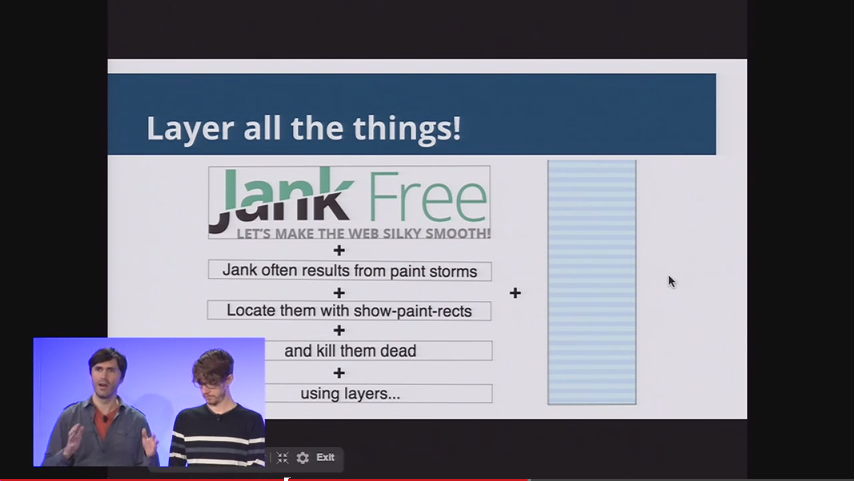 Layer all the things!
Jank Free
LET'S MAKE THE WEB SILKY SMOOTH!
+
Jank often results from paint storms
+
+
Locate them with show-paint-rects
+
and kill them dead
+
using layers...
Exit